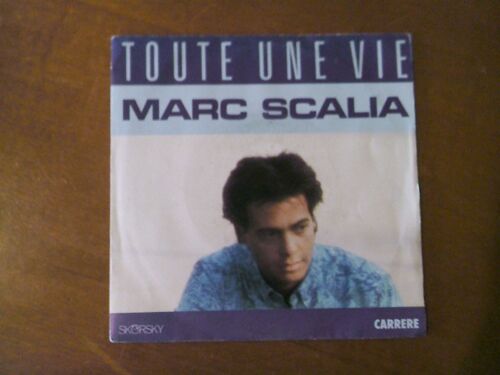 TOUTE UNE VIE
MARC SCALIA
SKORSKY
CARRERE